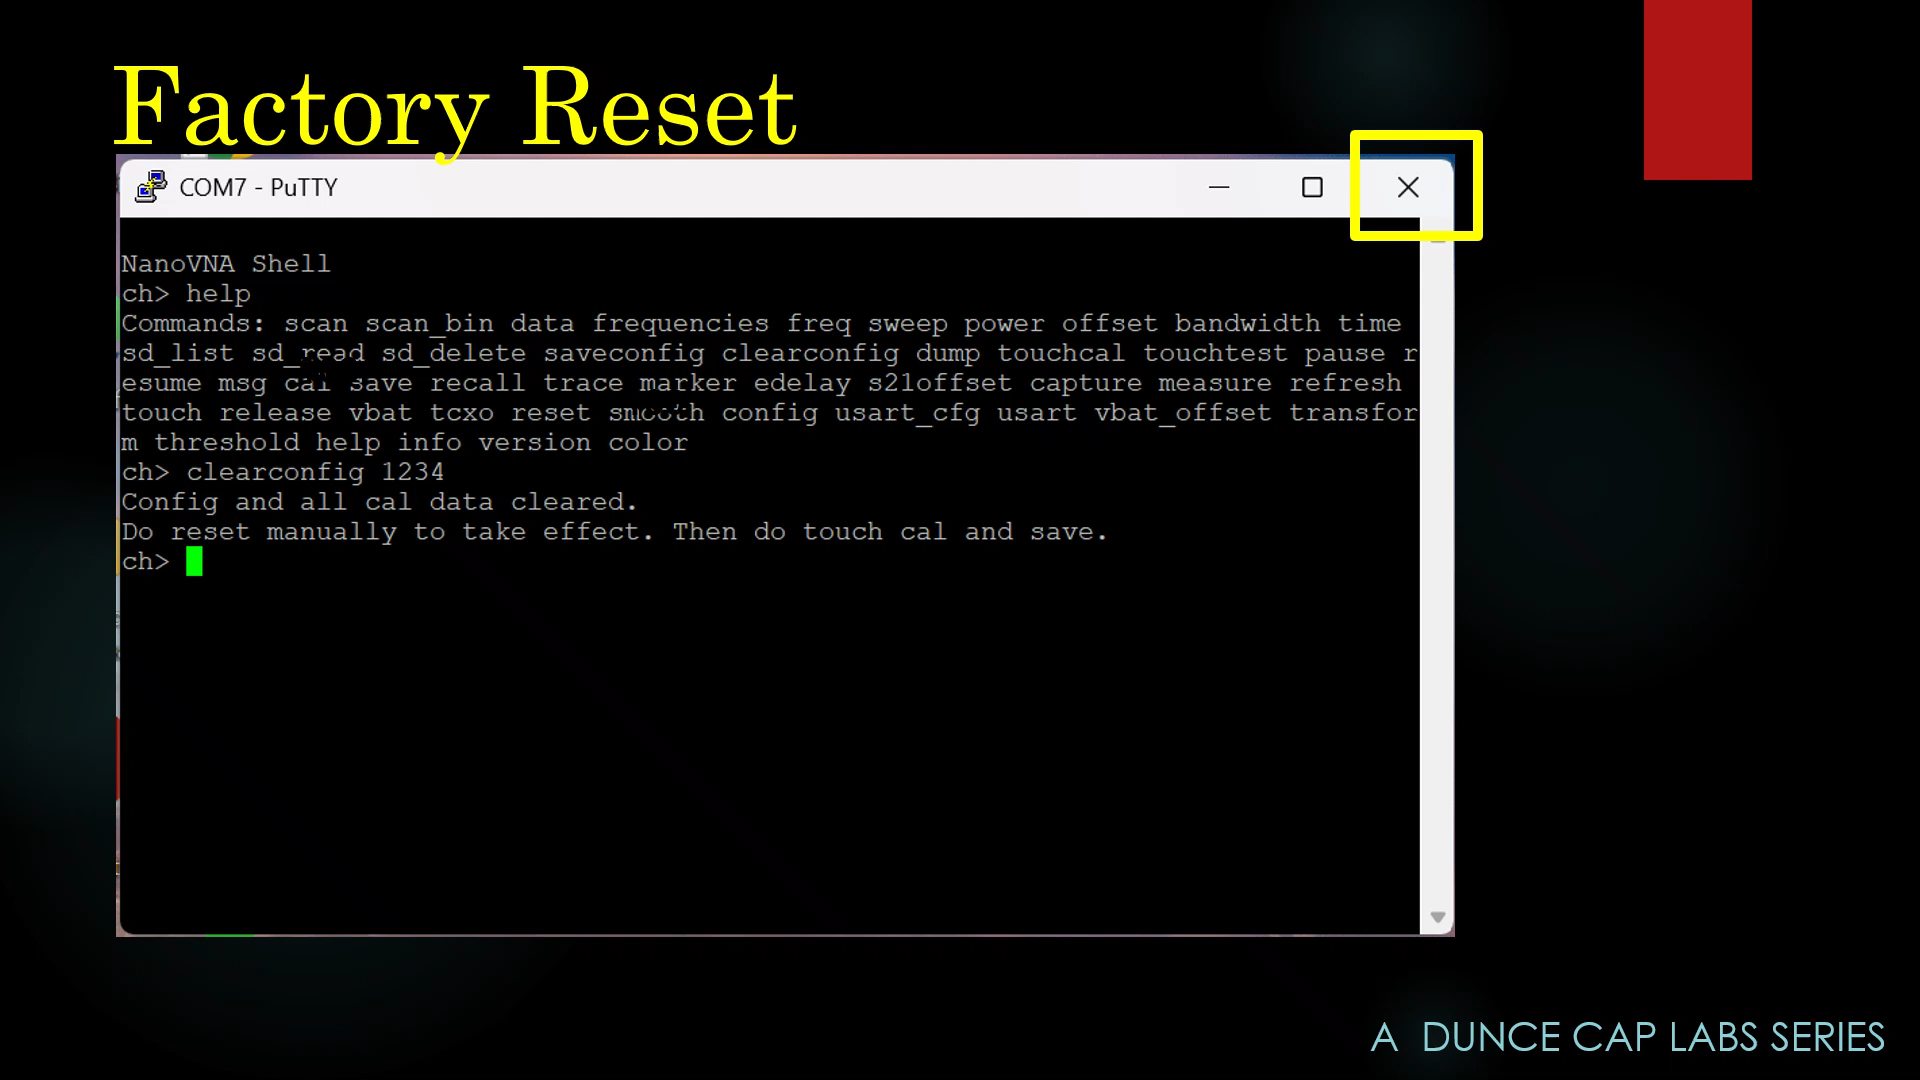 Factory Reset
COM7 - PuTTY
NanoVNA Shell
ch> help
Commands: scan scan_bin data frequencies freq sweep power offset bandwidth time
sd_list sd_read sd_delete saveconfig clearconfig dump touchcal touchtest pause r
esume msg cal save recall trace marker edelay s21offset capture measure refresh
touch release vbat tcxo reset smooth config usart_cfg usart vbat_offset transfor
m threshold help info version color
ch> clearconfig 1234
Config and all cal data cleared.
Do reset manually to take effect. Then do touch cal and save.
ch>
A DUNCE CAP LABS SERIES